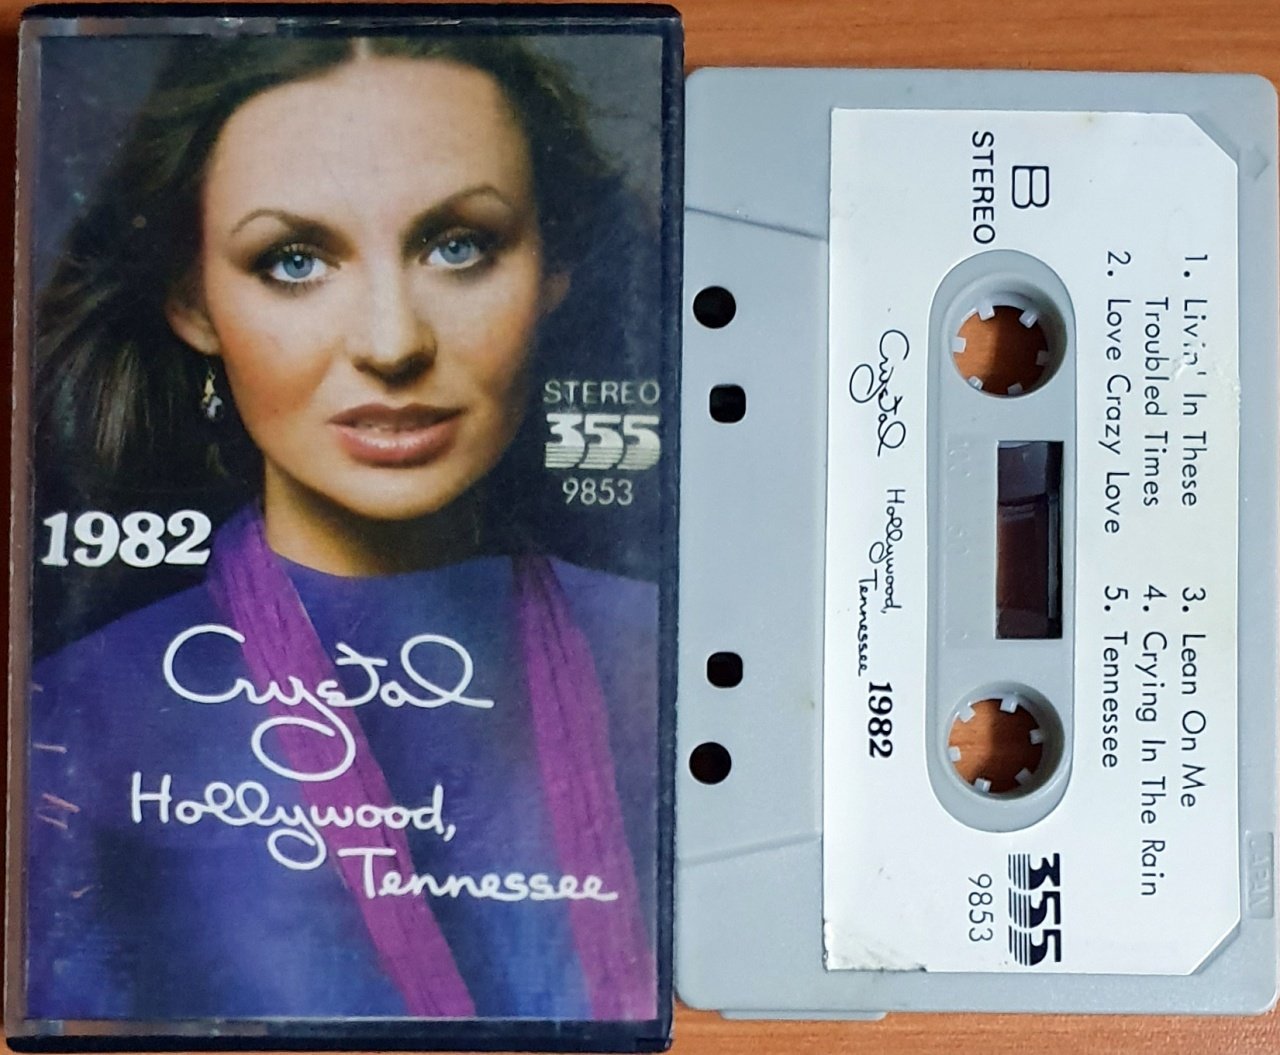 STEREO
355
9853
1982
Crystal
Hollywood,
Tennessee
B
STEREO
1. Livin' In These
Troubled Times
2. Love Crazy Love
3. Lean On Me
4. Crying In The Rain
5. Tennessee
Crystal Hollywood,
Tennessee 1982
355
9853